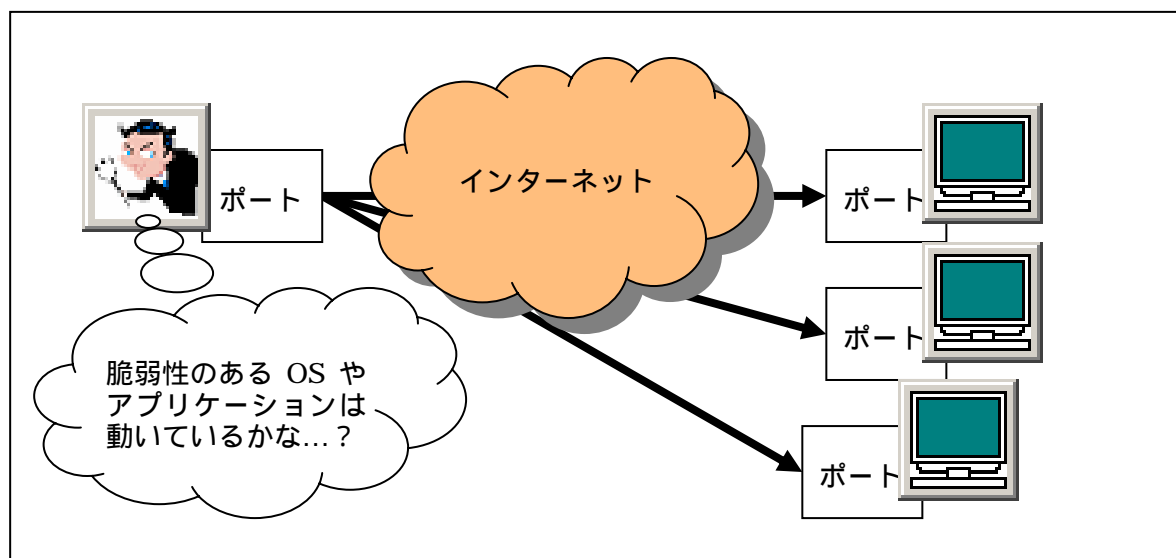 インターネット
ポート
ポート
ポート
ポート
脆弱性のある OS や
アプリケーションは
動いているかな…？